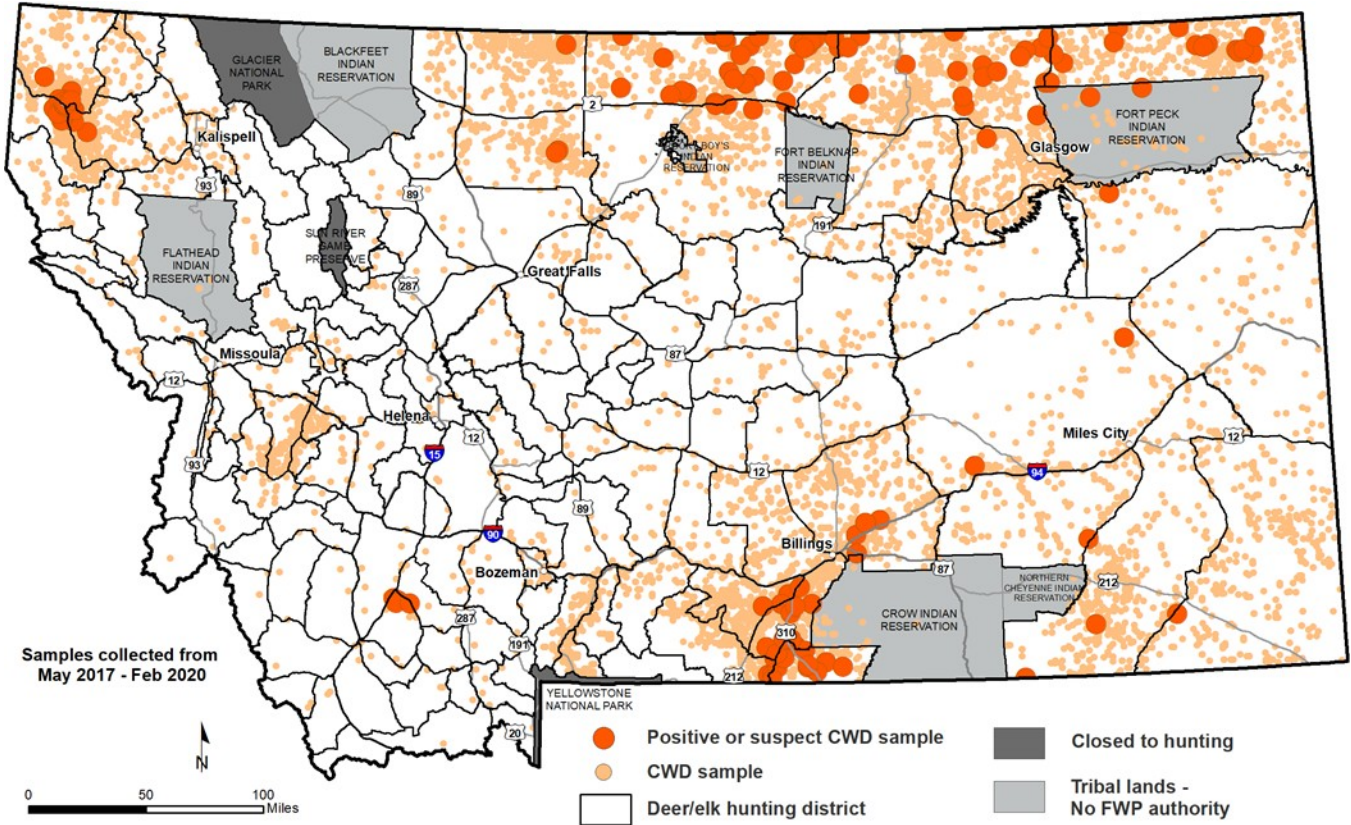 GLACIER
NATIONAL
PARK
BLACKFEET
INDIAN
RESERVATION
2
Kalispell
BOY'S
INDIAN
RESERVATION
FORT BELKNAP
INDIAN
RESERVATION
FORT PECK
INDIAN
RESERVATION
Glasgow
93
89
191
FLATHEAD
INDIAN
RESERVATION
SUN RIVER
GAME
PRESERVE
287
Great Falls
Missoula
87
12
Helena
12
15
93
12
Miles City
12
94
89
90
Billings
Bozeman
87
NORTHERN
CHEYENNE INDIAN
RESERVATION
212
CROW INDIAN
RESERVATION
287
310
191
212
20
Samples collected from
May 2017 - Feb 2020
N
0 50 100
Miles
YELLOWSTONE
NATIONAL PARK
Positive or suspect CWD sample
CWD sample
Deer/elk hunting district
Closed to hunting
Tribal lands -
No FWP authority